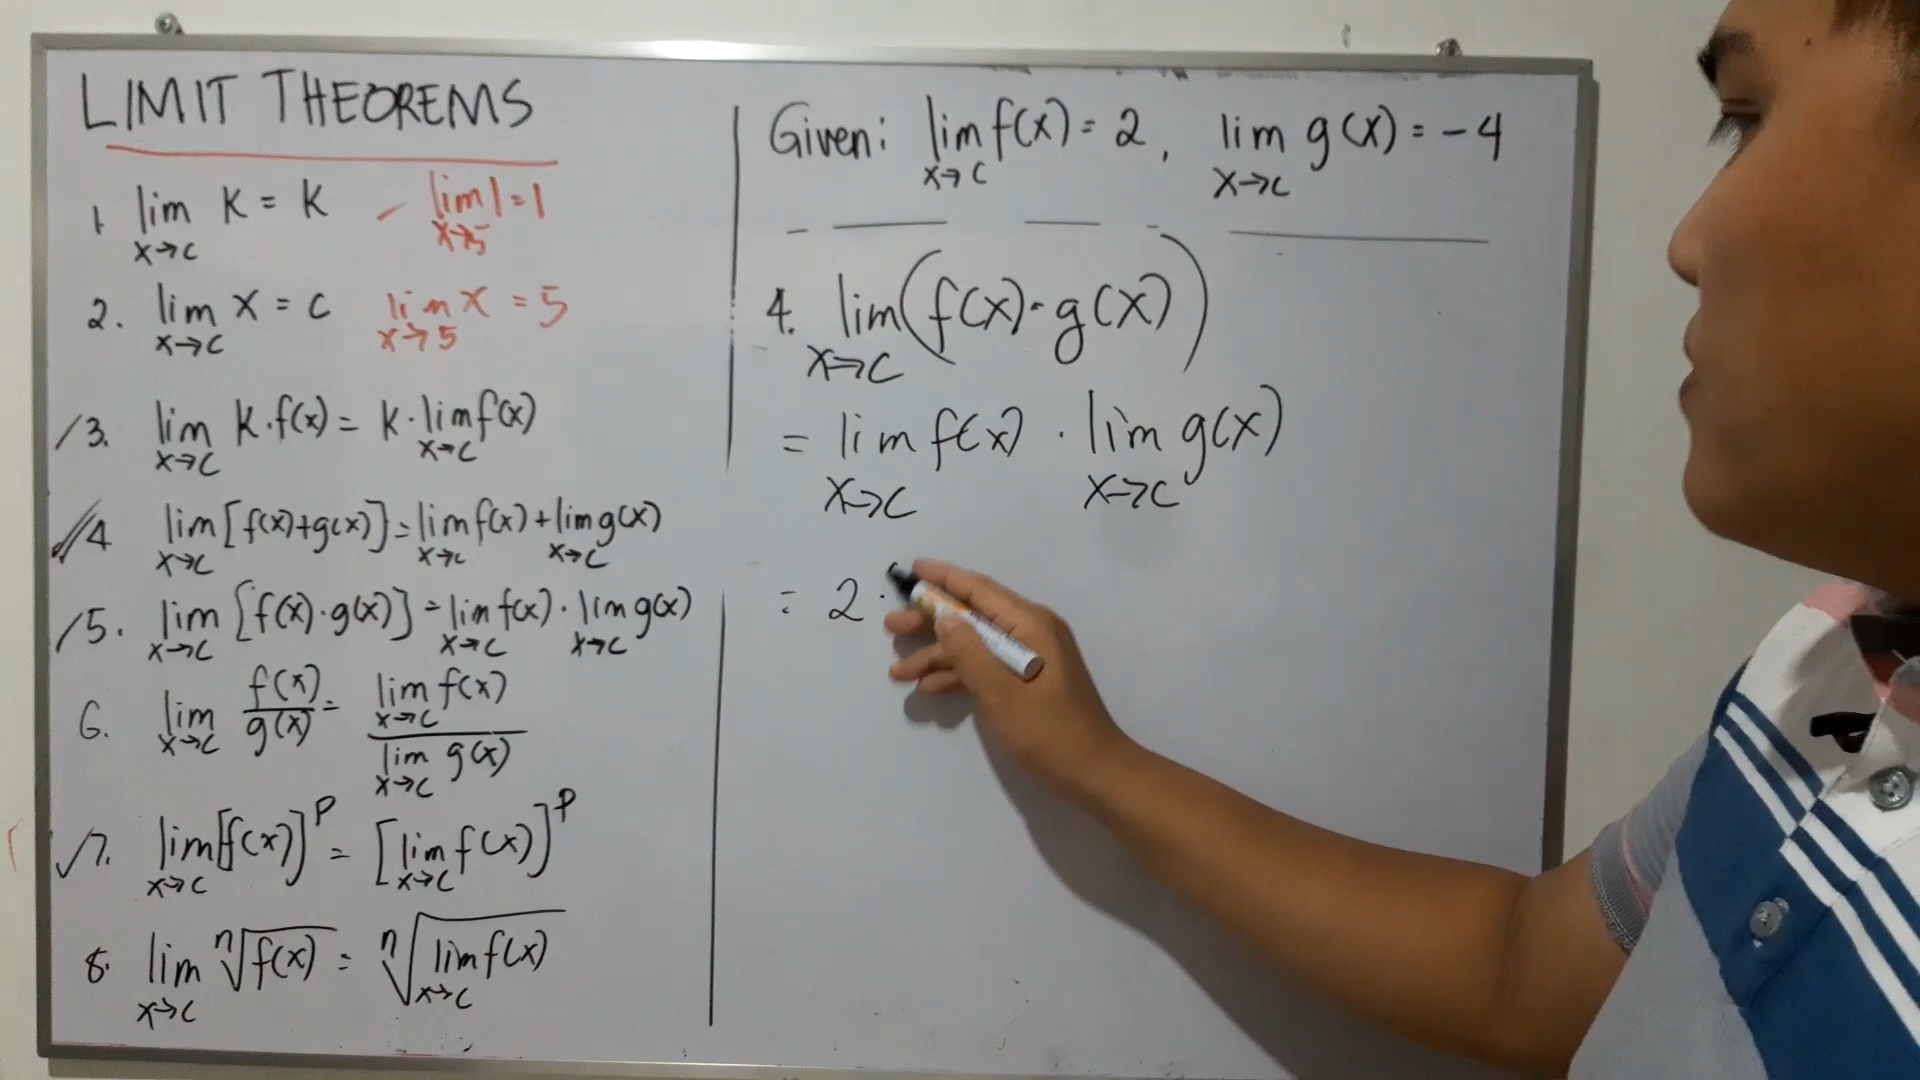 LIMIT THEOREMS
1. lim x→c K = K – lim x→5 1 = 1
2. lim x→c x = c lim x→5 x = 5
/3. lim x→c K·f(x) = K·lim x→c f(x)
//4 lim x→c [f(x)+g(x)] = lim x→c f(x) + lim x→c g(x)
/5. lim x→c [f(x)·g(x)] = lim x→c f(x) · lim x→c g(x)
6. lim x→c f(x)/g(x) = lim x→c f(x) / lim x→c g(x)
✓7. lim x→c [f(x)]^P = [lim x→c f(x)]^P
8. lim x→c ⁿ√f(x) = ⁿ√lim x→c f(x)
Given: lim x→c f(x) = 2, lim x→c g(x) = -4
4. lim x→c (f(x)·g(x))
= lim x→c f(x) · lim x→c g(x)
= 2 · (